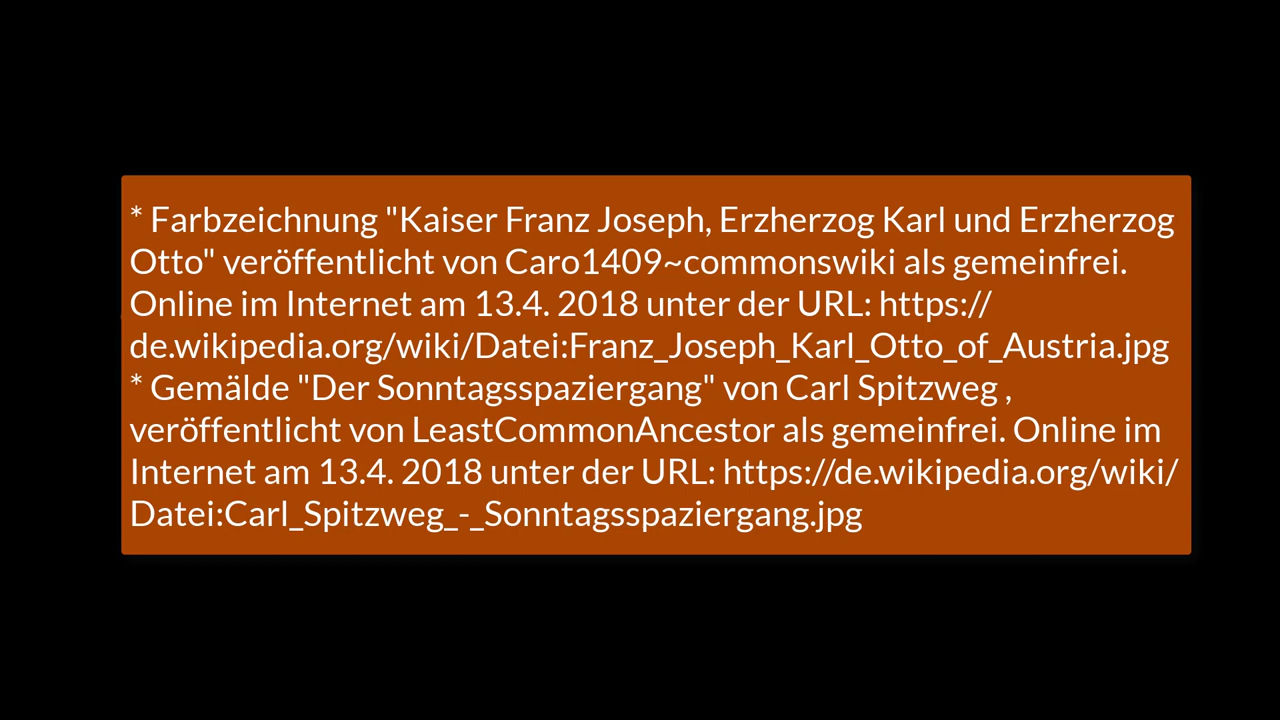 * Farbzeichnung "Kaiser Franz Joseph, Erzherzog Karl und Erzherzog
Otto" veröffentlicht von Caro1409~commonswiki als gemeinfrei.
Online im Internet am 13.4. 2018 unter der URL: https://
de.wikipedia.org/wiki/Datei:Franz_Joseph_Karl_Otto_of_Austria.jpg
* Gemälde "Der Sonntagsspaziergang" von Carl Spitzweg ,
veröffentlicht von LeastCommonAncestor als gemeinfrei. Online im
Internet am 13.4. 2018 unter der URL: https://de.wikipedia.org/wiki/
Datei:Carl_Spitzweg_-_Sonntagsspaziergang.jpg